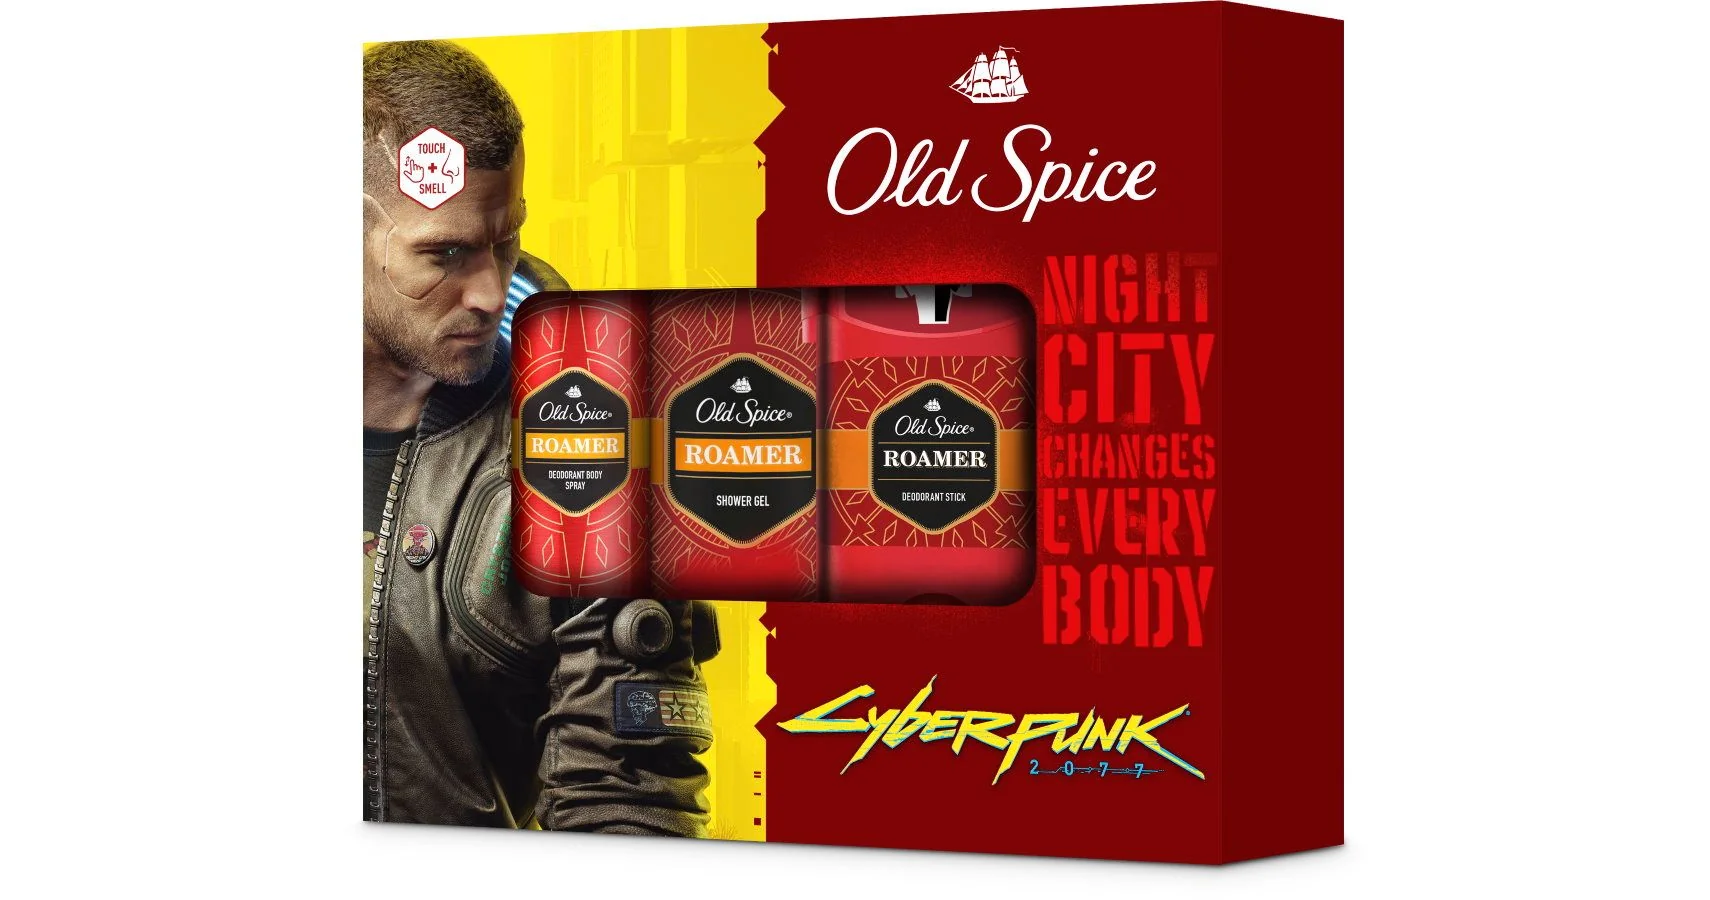 TOUCH
+
SMELL
Old Spice
NIGHT
CITY
CHANGES
EVERY
BODY
Old Spice®
ROAMER
DEODORANT BODY
SPRAY
Old Spice®
ROAMER
SHOWER GEL
Old Spice®
ROAMER
DEODORANT STICK
CYBERPUNK
2077